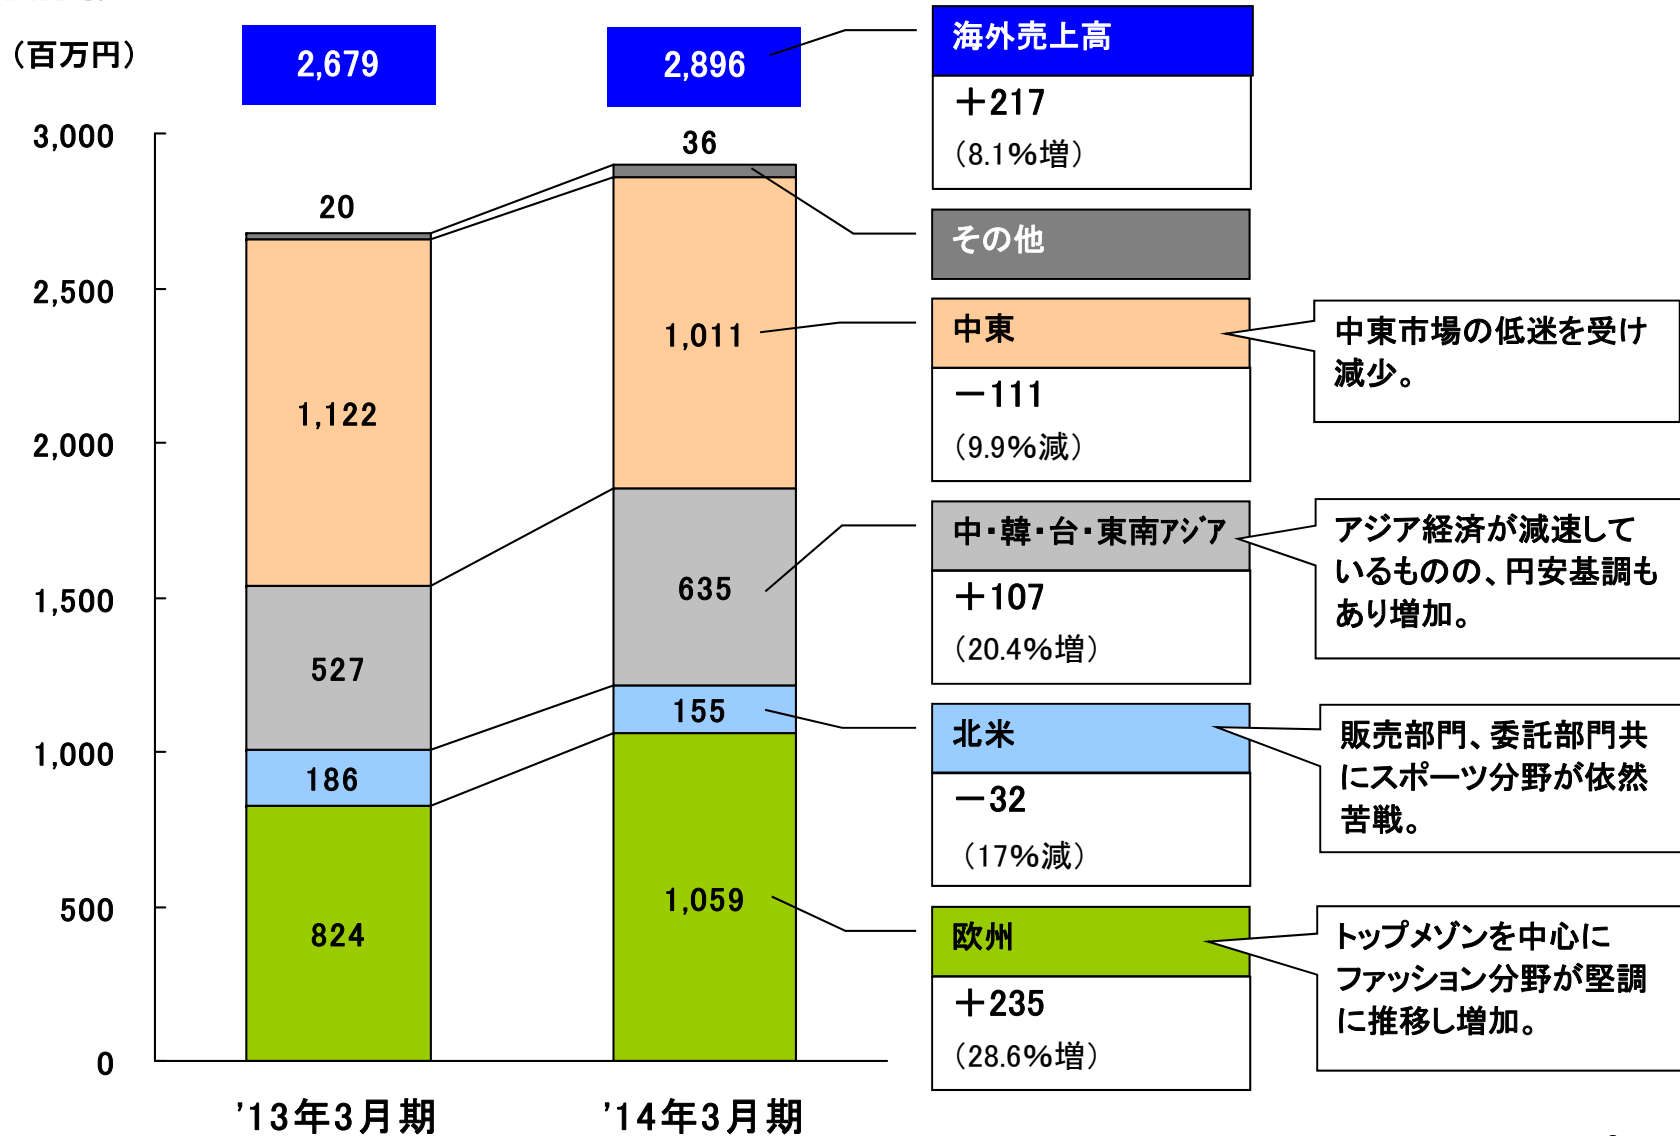 （百万円）
2,679
2,896
3,000
2,500
2,000
1,500
1,000
500
0
20
1,122
527
186
824
36
1,011
635
155
1,059
'13年3月期
'14年3月期
海外売上高
＋217
（8.1%増）
その他
中東
－111
（9.9%減）
中東市場の低迷を受け
減少。
中・韓・台・東南ｱｼﾞｱ
＋107
（20.4%増）
アジア経済が減速して
いるものの、円安基調も
あり増加。
北米
－32
（17%減）
販売部門、委託部門共
にスポーツ分野が依然
苦戦。
欧州
＋235
（28.6%増）
トップメゾンを中心に
ファッション分野が堅調
に推移し増加。